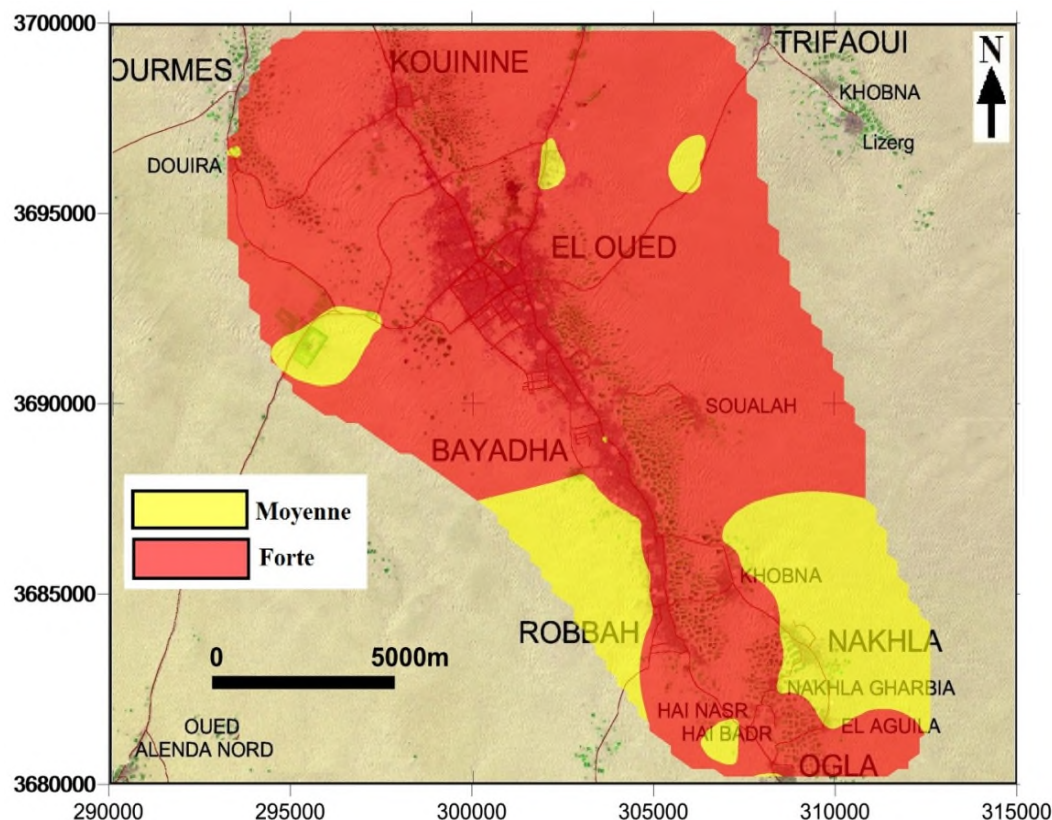 3700000
TRIFAOUI
N
OURMES
KOUININE
KHOBNA
Lizerg
DOUIRA
3695000
EL OUED
3690000
SOUALAH
BAYADHA
Moyenne
Forte
KHOBNA
3685000
ROBBAH
NAKHLA
0 5000m
NAKHLA GHARBIA
HAI NASR
EL AGUILA
HAI BADR
OUED
ALENDA NORD
OGLA
3680000
290000 295000 300000 305000 310000 315000